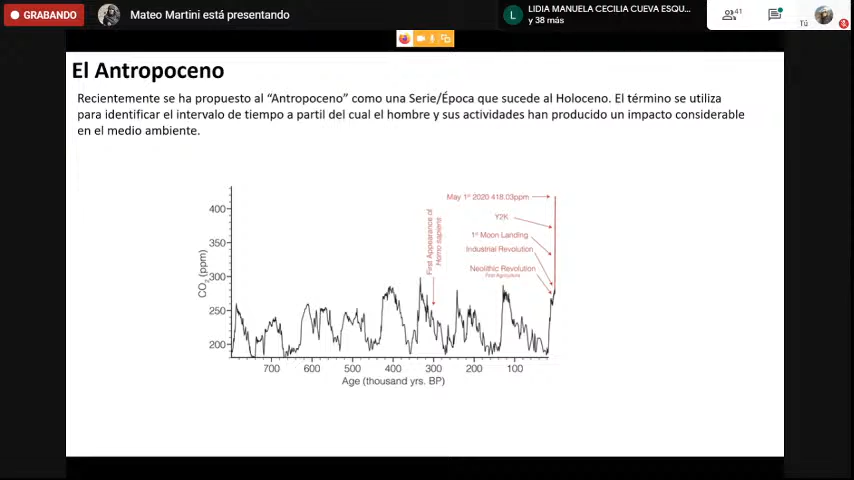 GRABANDO
Mateo Martini está presentando
L
LIDIA MANUELA CECILIA CUEVA ESQU...
y 38 más
41
Tú
El Antropoceno
Recientemente se ha propuesto al “Antropoceno” como una Serie/Época que sucede al Holoceno. El término se utiliza
para identificar el intervalo de tiempo a partil del cual el hombre y sus actividades han producido un impacto considerable
en el medio ambiente.
May 1st 2020 418.03ppm
Y2K
1st Moon Landing
Industrial Revolution
Neolithic Revolution
First Agriculture
First Appearance of
Homo sapiens
CO2 (ppm)
400
350
300
250
200
700 600 500 400 300 200 100
Age (thousand yrs. BP)